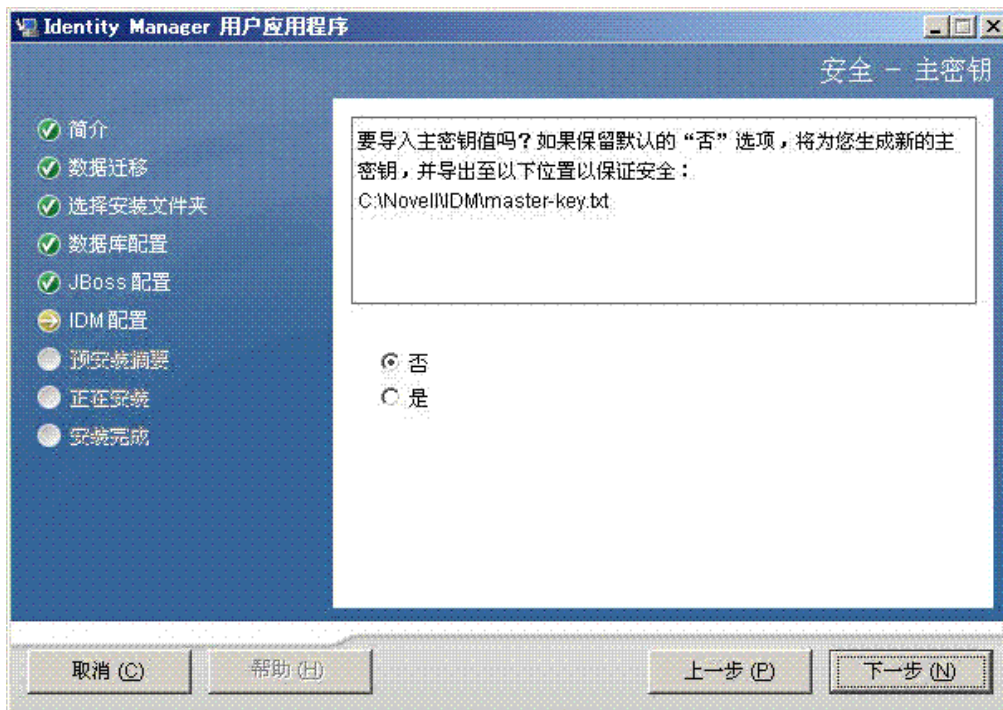 Identity Manager 用户应用程序
安全 - 主密钥
简介
数据迁移
选择安装文件夹
数据库配置
JBoss 配置
IDM 配置
预安装摘要
正在安装
安装完成
要导入主密钥值吗？如果保留默认的“否”选项，将为您生成新的主
密钥，并导出至以下位置以保证安全：
C:\Novell\IDM\master-key.txt
否
是
取消 (C)
帮助 (H)
上一步 (P)
下一步 (N)